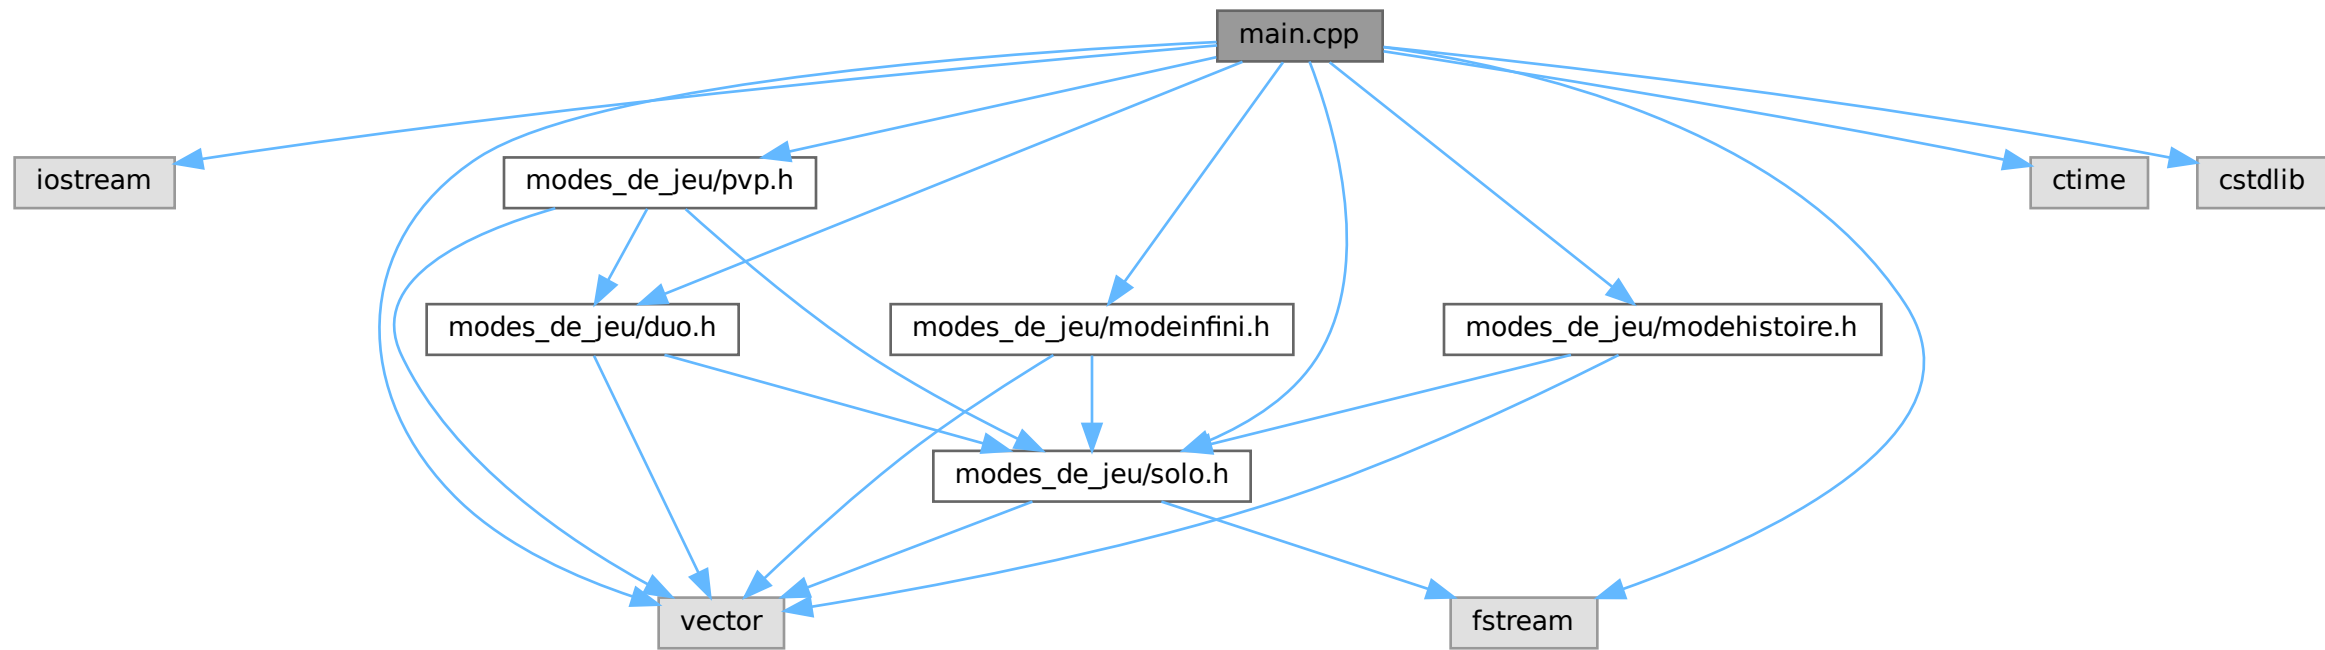 main.cpp
iostream
modes_de_jeu/pvp.h
ctime
cstdlib
modes_de_jeu/duo.h
modes_de_jeu/modeinfini.h
modes_de_jeu/modehistoire.h
modes_de_jeu/solo.h
vector
fstream